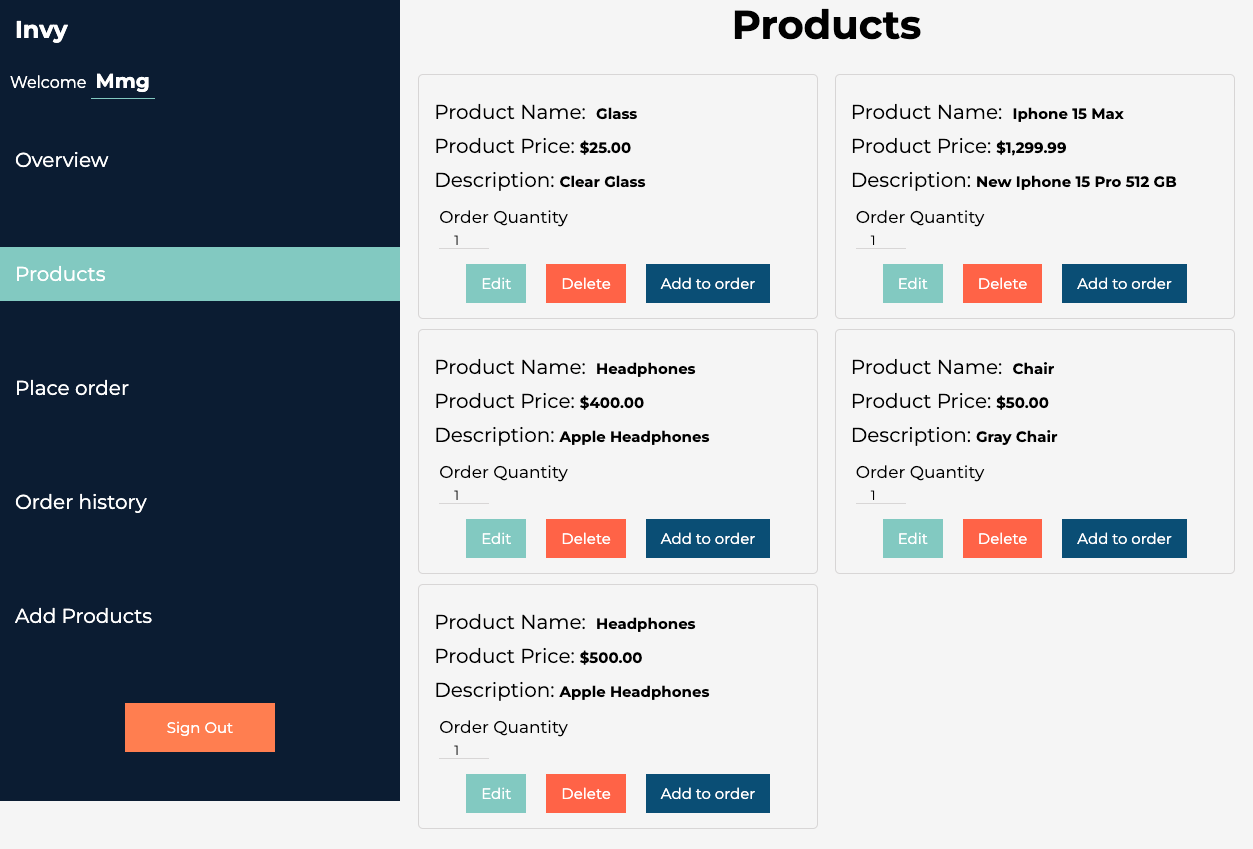 Invy
Welcome Mmg
Overview
Products
Place order
Order history
Add Products
Sign Out
Products
Product Name: Glass
Product Price: $25.00
Description: Clear Glass
Order Quantity
1
Edit Delete Add to order
Product Name: Iphone 15 Max
Product Price: $1,299.99
Description: New Iphone 15 Pro 512 GB
Order Quantity
1
Edit Delete Add to order
Product Name: Headphones
Product Price: $400.00
Description: Apple Headphones
Order Quantity
1
Edit Delete Add to order
Product Name: Chair
Product Price: $50.00
Description: Gray Chair
Order Quantity
1
Edit Delete Add to order
Product Name: Headphones
Product Price: $500.00
Description: Apple Headphones
Order Quantity
1
Edit Delete Add to order